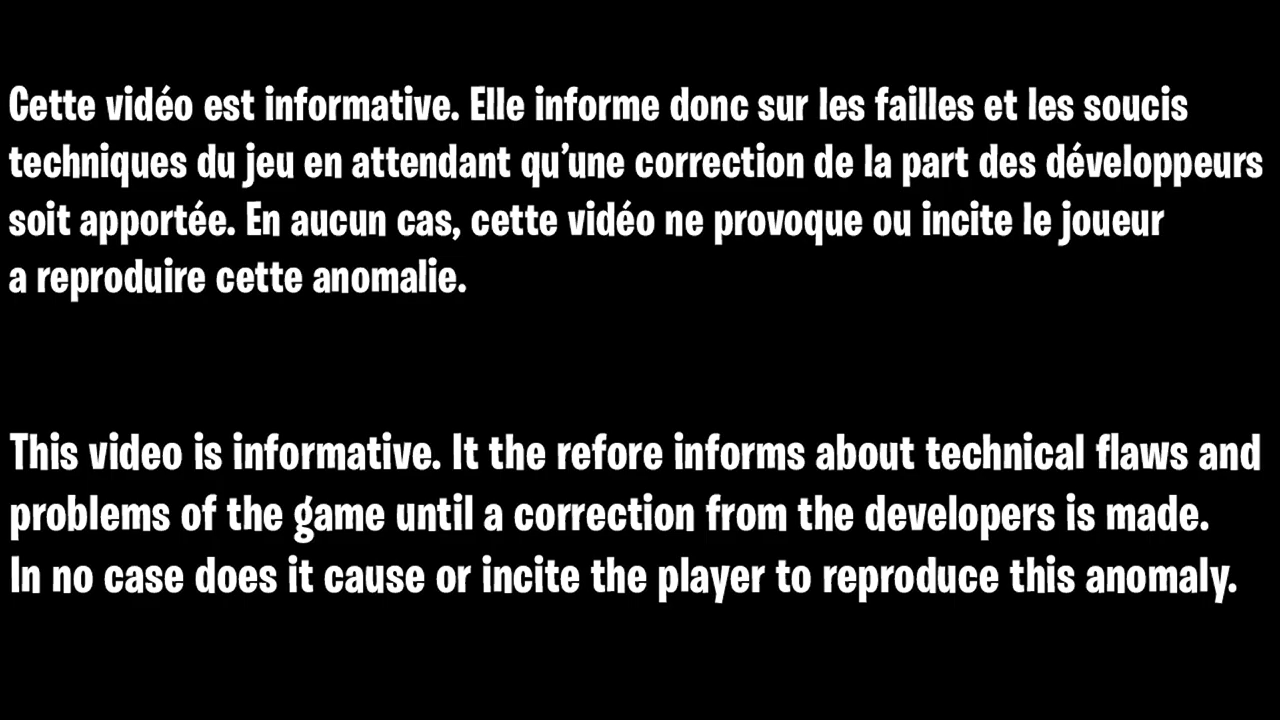 Cette vidéo est informative. Elle informe donc sur les failles et les soucis
techniques du jeu en attendant qu’une correction de la part des développeurs
soit apportée. En aucun cas, cette vidéo ne provoque ou incite le joueur
a reproduire cette anomalie.
This video is informative. It the refore informs about technical flaws and
problems of the game until a correction from the developers is made.
In no case does it cause or incite the player to reproduce this anomaly.